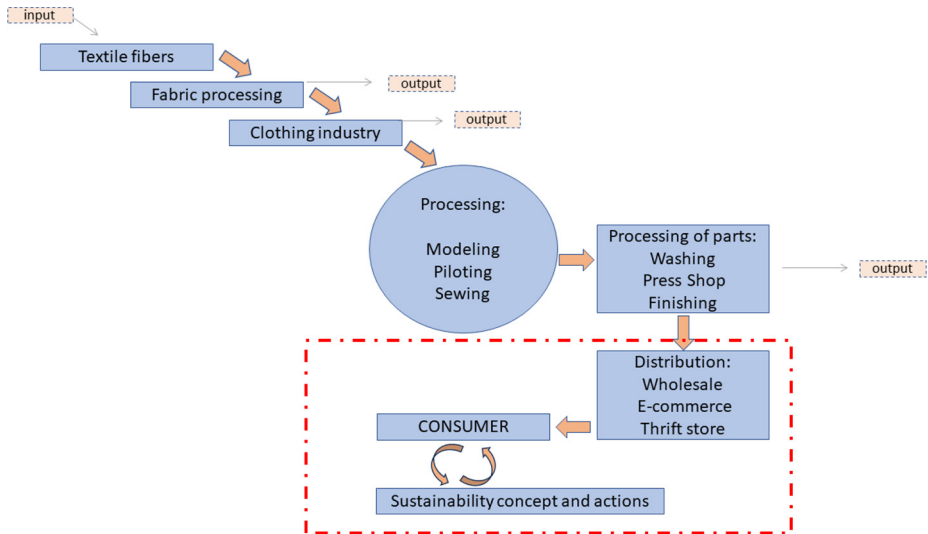 input
Textile fibers
Fabric processing
output
Clothing industry
output
Processing:
Modeling
Piloting
Sewing
Processing of parts:
Washing
Press Shop
Finishing
output
Distribution:
Wholesale
E-commerce
Thrift store
CONSUMER
Sustainability concept and actions